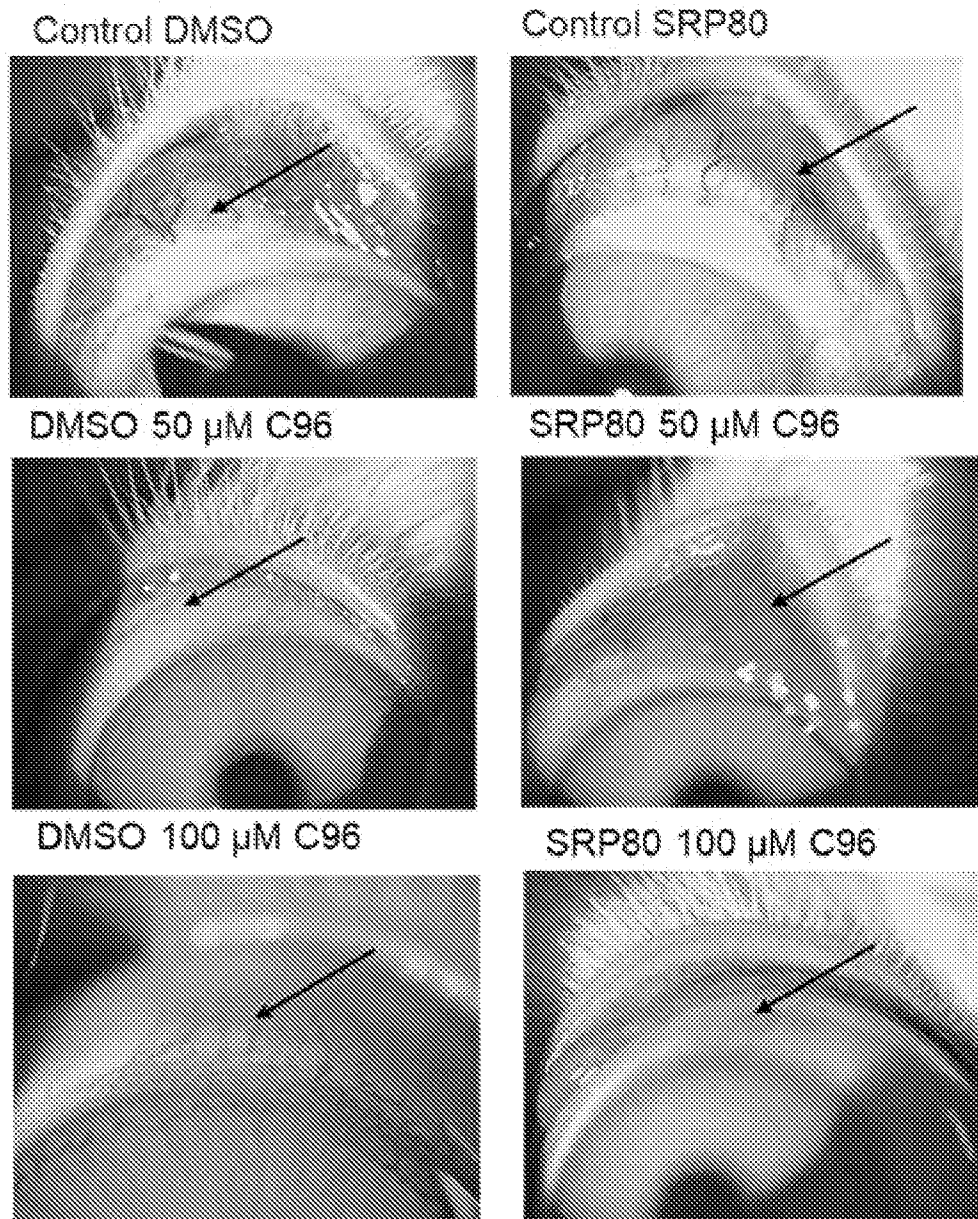 Control DMSO
Control SRP80
DMSO 50 µM C96
SRP80 50 µM C96
DMSO 100 µM C96
SRP80 100 µM C96